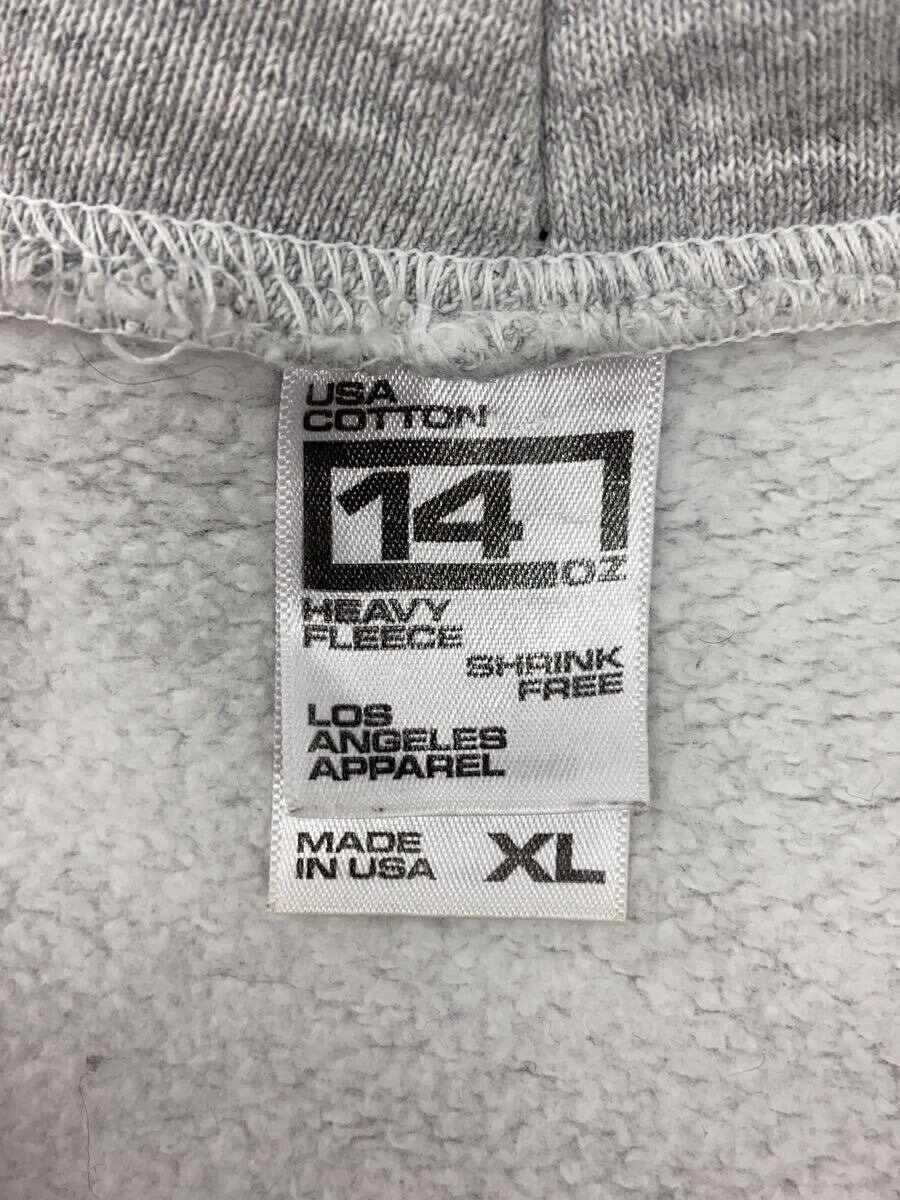 USA
COTTON
14
OZ
HEAVY
FLEECE
SHRINK
FREE
LOS
ANGELES
APPAREL
MADE
IN USA
XL